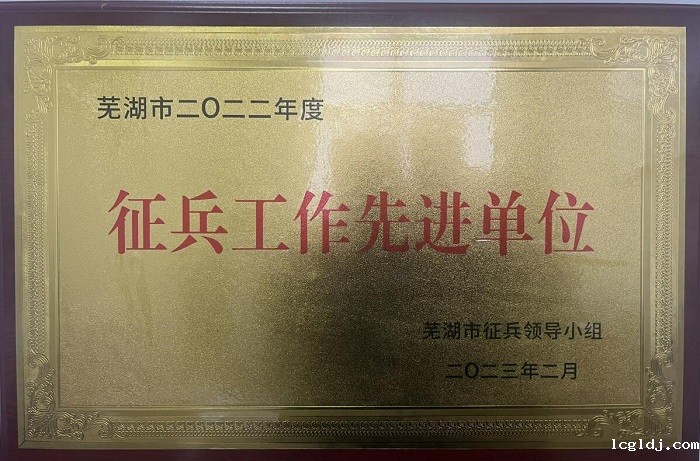 芜湖市二〇二二年度
征兵工作先进单位
芜湖市征兵领导小组
二〇二三年二月
lcgldj.com